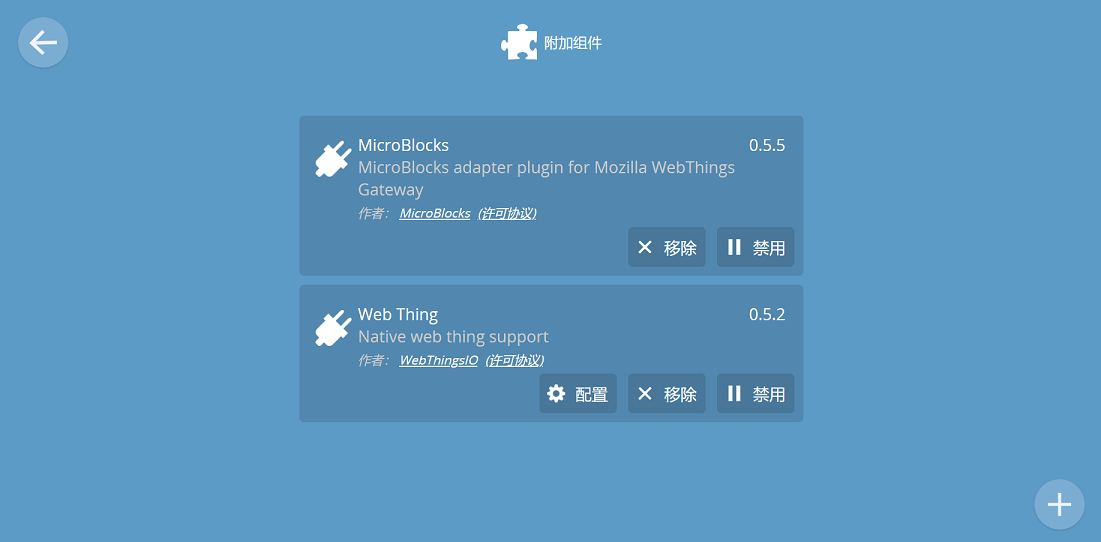 附加组件
MicroBlocks 0.5.5
MicroBlocks adapter plugin for Mozilla WebThings
Gateway
作者： MicroBlocks (许可协议)
移除 禁用
Web Thing 0.5.2
Native web thing support
作者： WebThingsIO (许可协议)
配置 移除 禁用